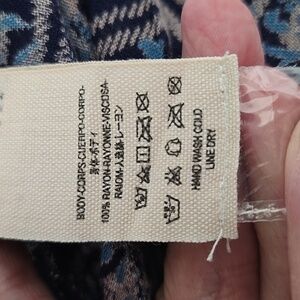 BODY-CORPS-CUERPO-CORPO-
身体-ボディ
100% RAYON-RAYONNE-VISCOSA-
RAIOM-人造絲-レーヨン
HAND WASH COLD
LINE DRY